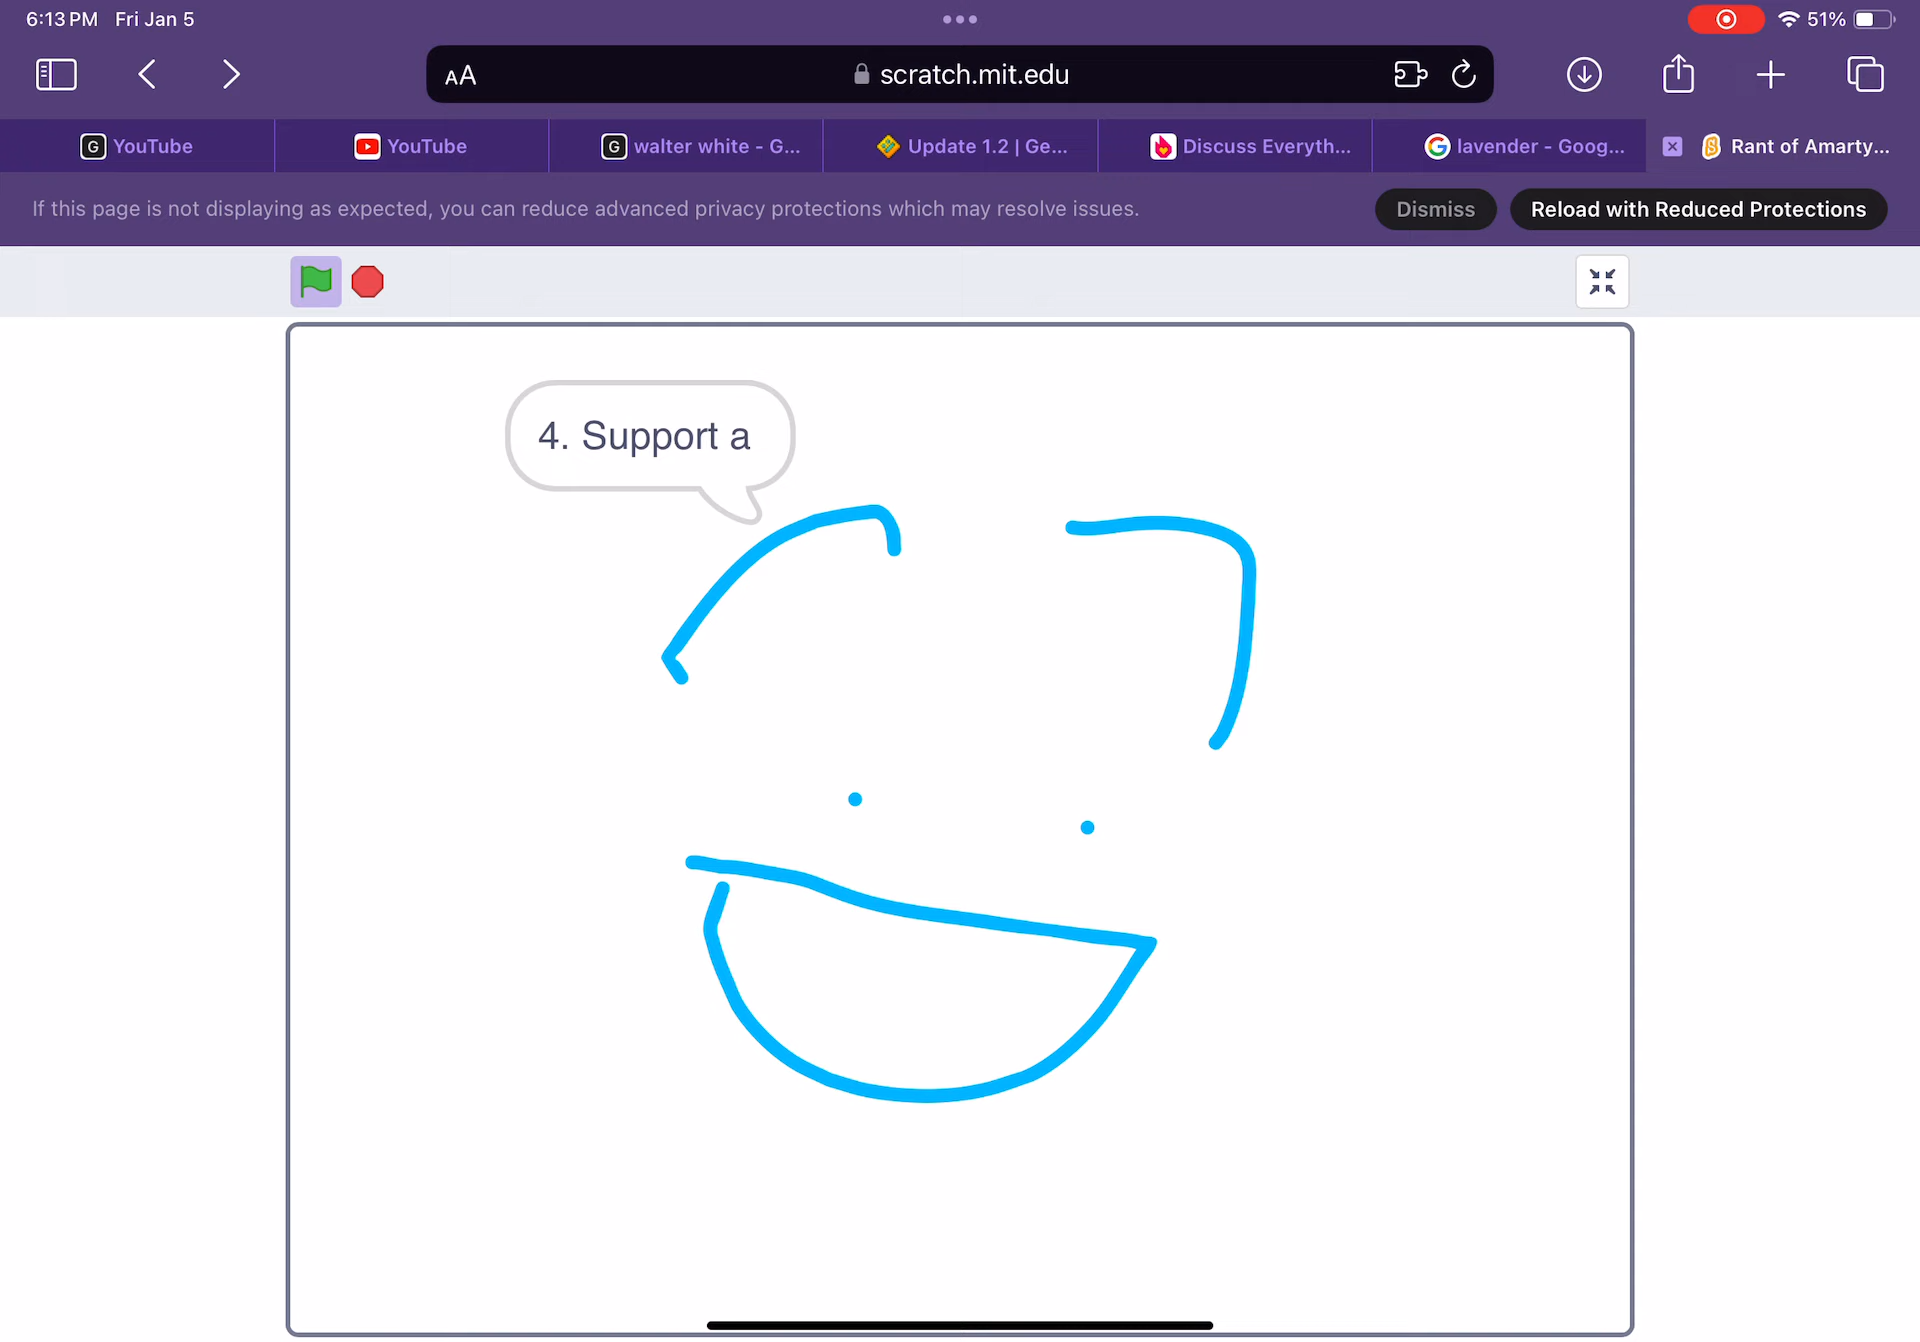 6:13 PM Fri Jan 5
51%
AA
scratch.mit.edu
G YouTube
YouTube
G walter white - G...
Update 1.2 | Ge...
Discuss Everyth...
G lavender - Goog...
Rant of Amarty...
If this page is not displaying as expected, you can reduce advanced privacy protections which may resolve issues.
Dismiss
Reload with Reduced Protections
4. Support a